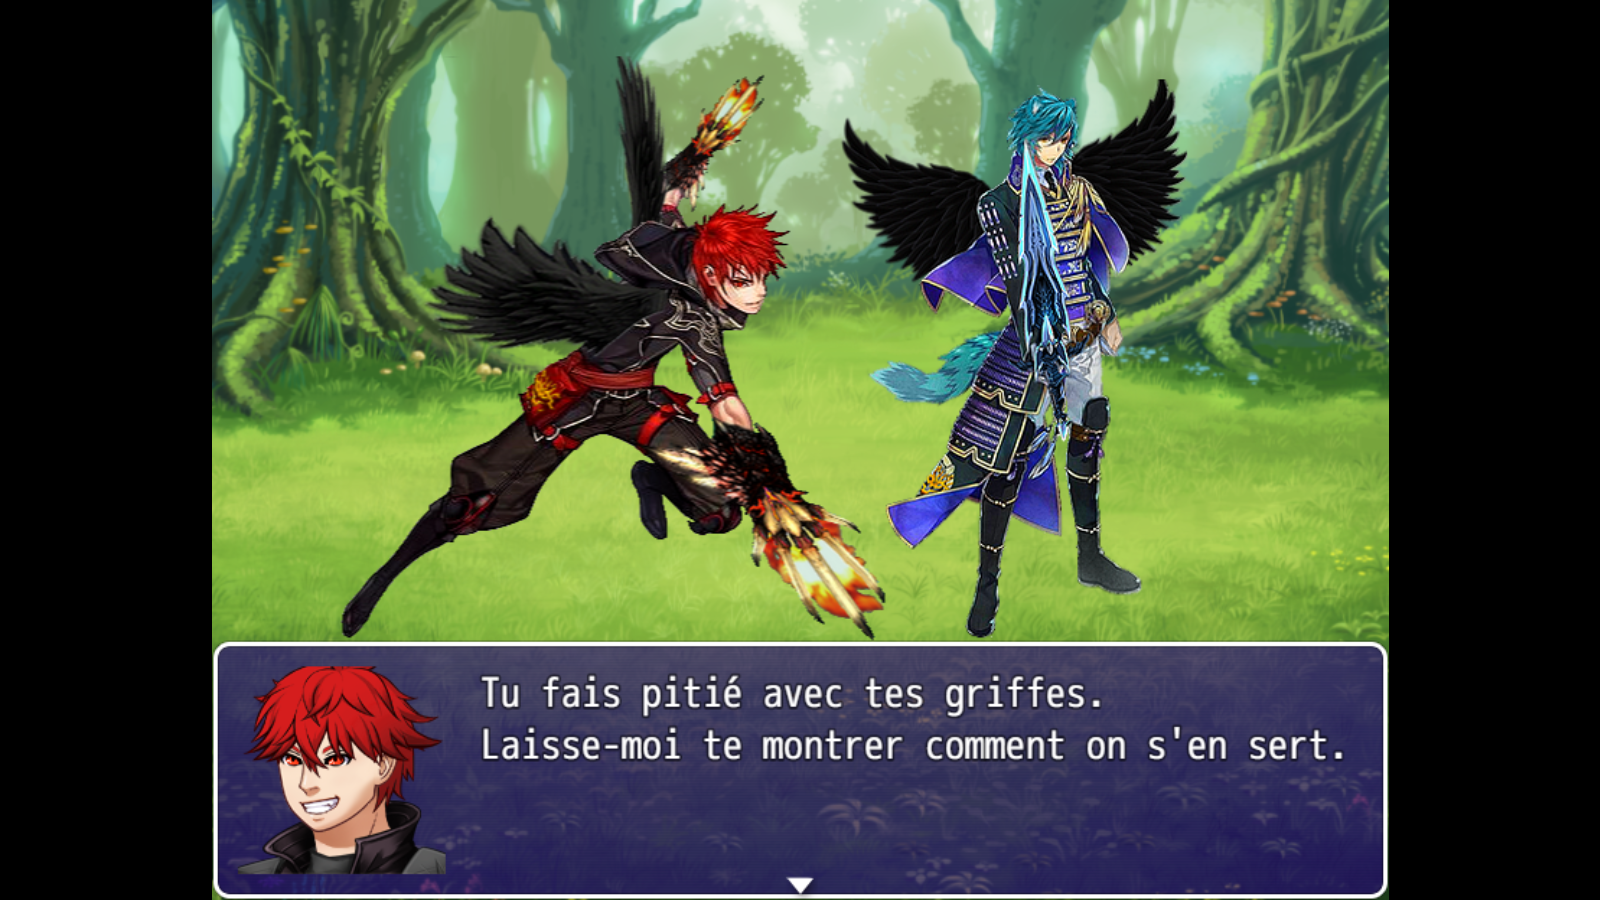 Tu fais pitié avec tes griffes.
Laisse-moi te montrer comment on s'en sert.